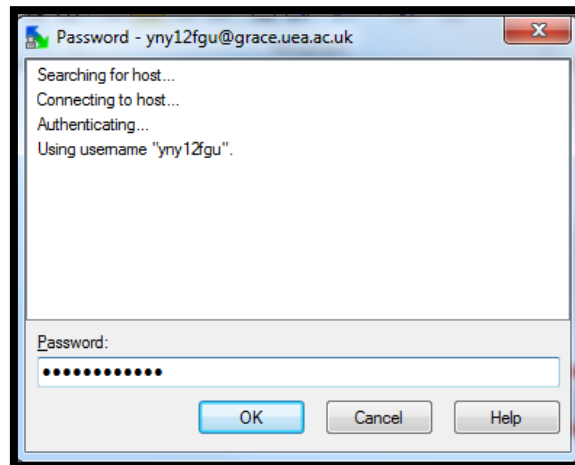 Password - yny12fgu@grace.uea.ac.uk
Searching for host...
Connecting to host...
Authenticating...
Using username "yny12fgu".
Password:
●●●●●●●●●●●●
OK Cancel Help